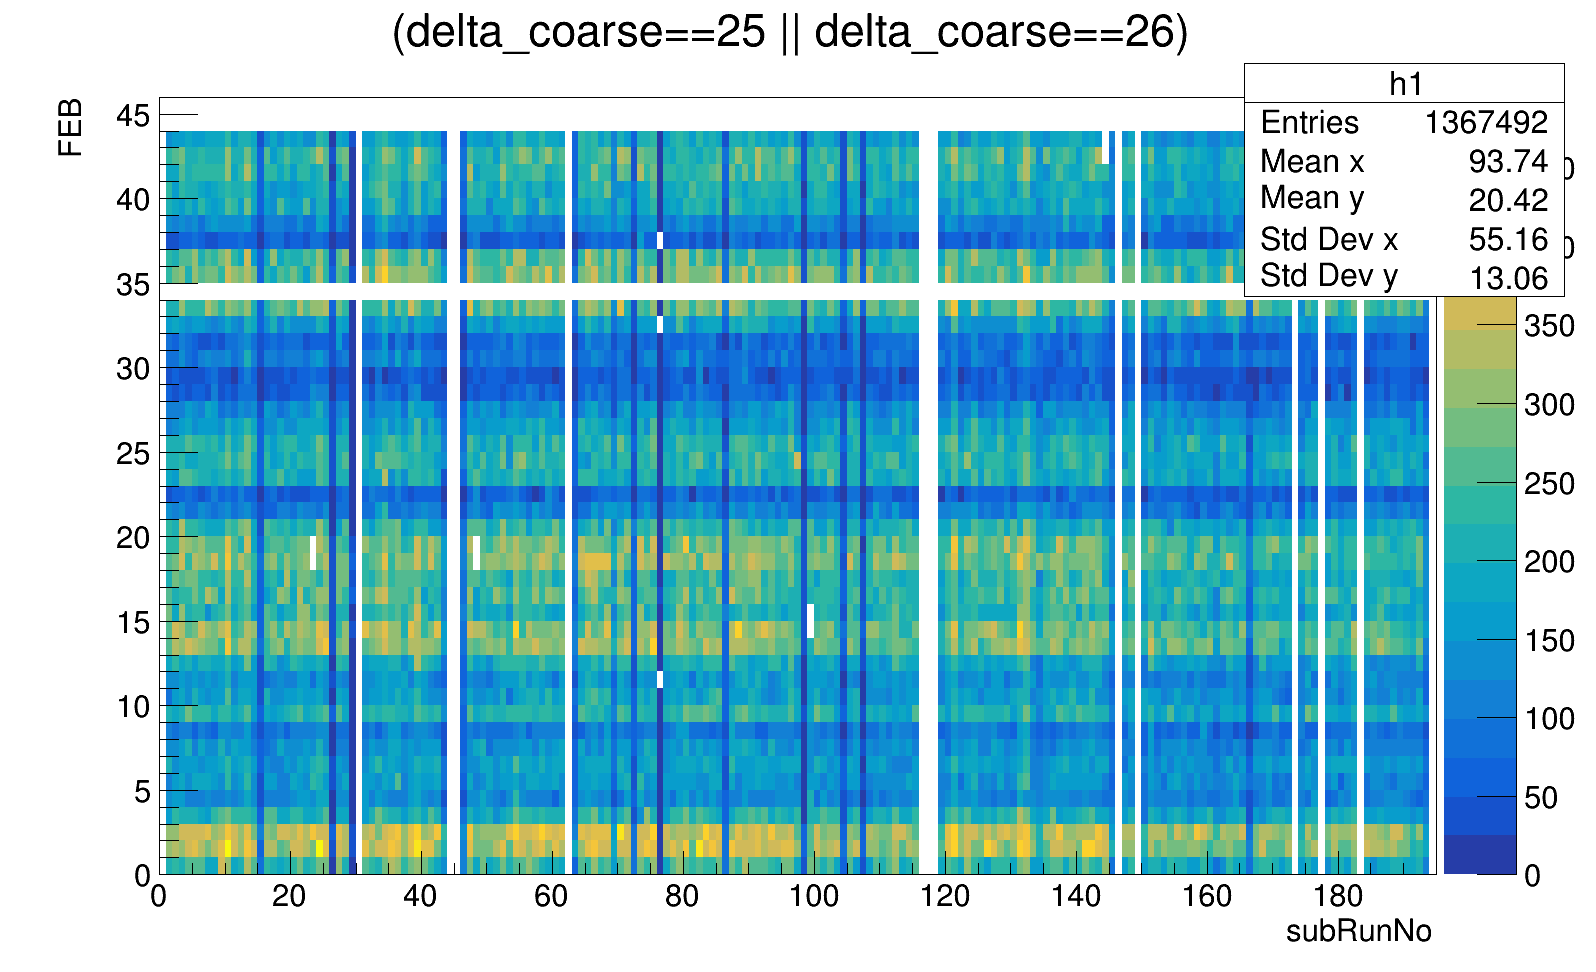 (delta_coarse==25 || delta_coarse==26)
h1
Entries 1367492
Mean x 93.74
Mean y 20.42
Std Dev x 55.16
Std Dev y 13.06
FEB
45
40
35
30
25
20
15
10
5
0
0 20 40 60 80 100 120 140 160 180
subRunNo
350
300
250
200
150
100
50
0